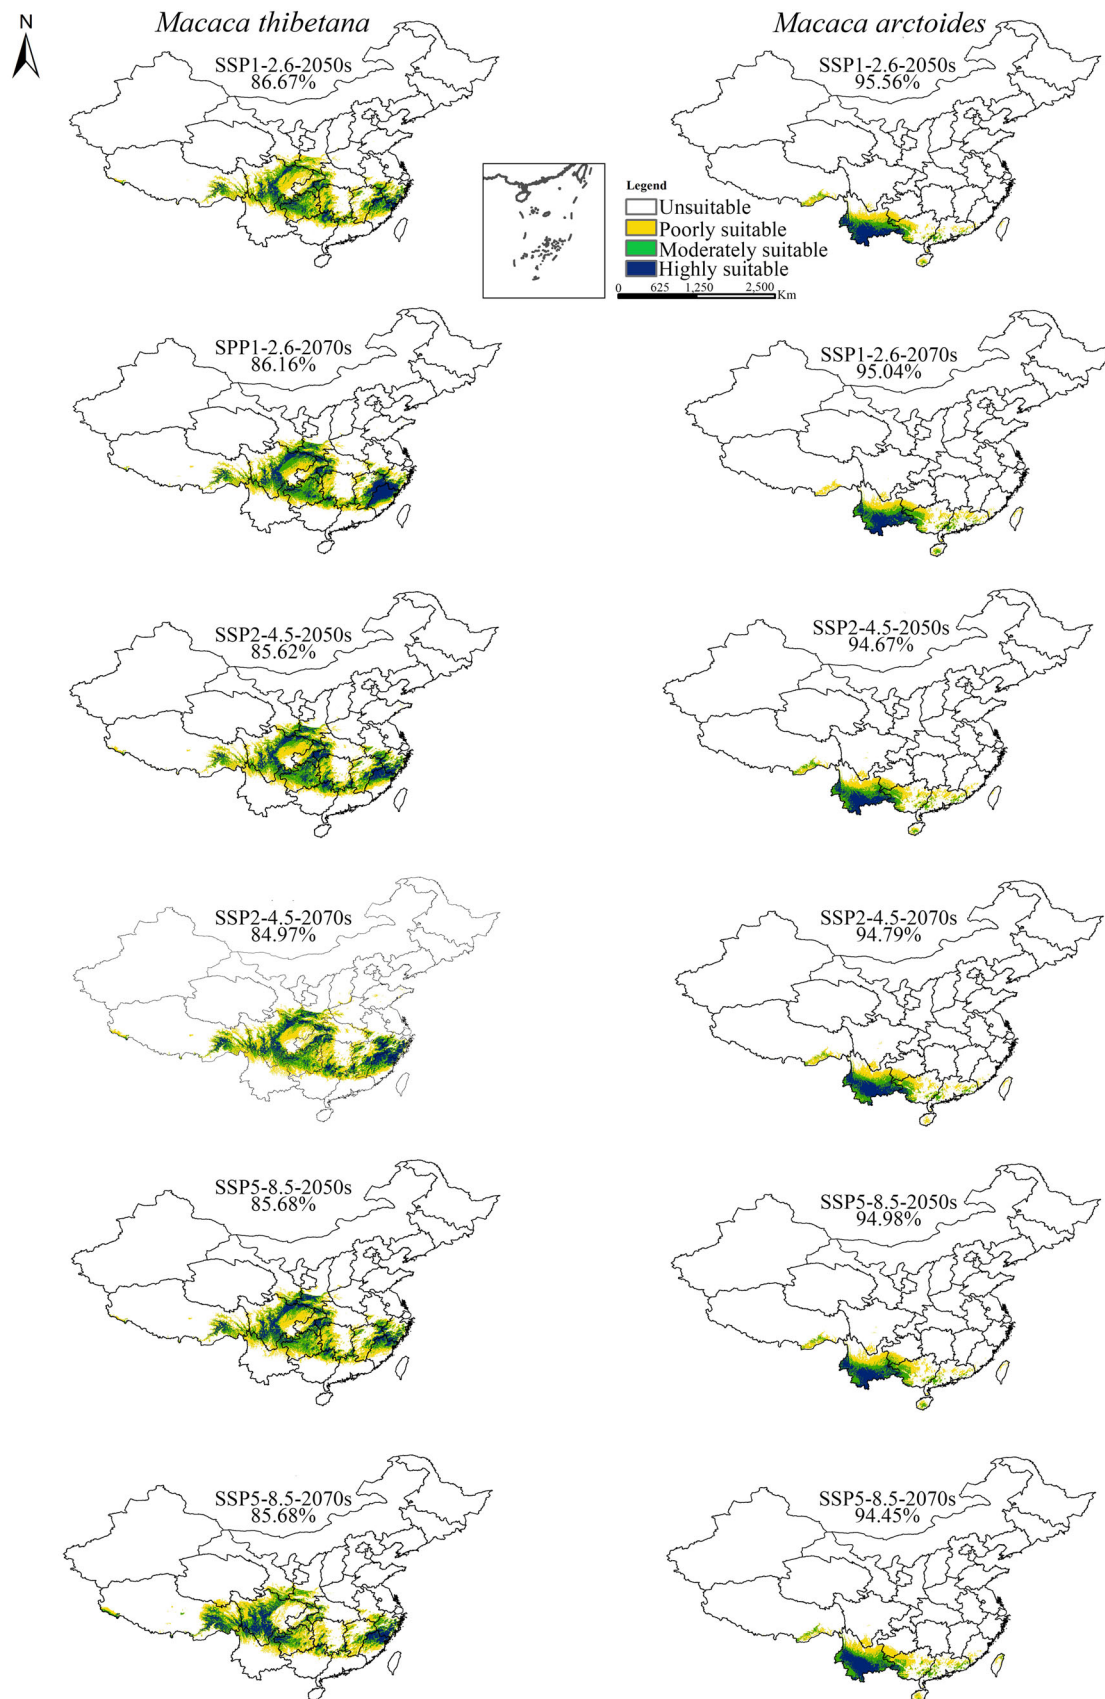 N
Macaca thibetana
Macaca arctoides
SSP1-2.6-2050s
86.67%
SSP1-2.6-2050s
95.56%
Legend
Unsuitable
Poorly suitable
Moderately suitable
Highly suitable
0 625 1,250 2,500
Km
SPP1-2.6-2070s
86.16%
SSP1-2.6-2070s
95.04%
SSP2-4.5-2050s
85.62%
SSP2-4.5-2050s
94.67%
SSP2-4.5-2070s
84.97%
SSP2-4.5-2070s
94.79%
SSP5-8.5-2050s
85.68%
SSP5-8.5-2050s
94.98%
SSP5-8.5-2070s
85.68%
SSP5-8.5-2070s
94.45%